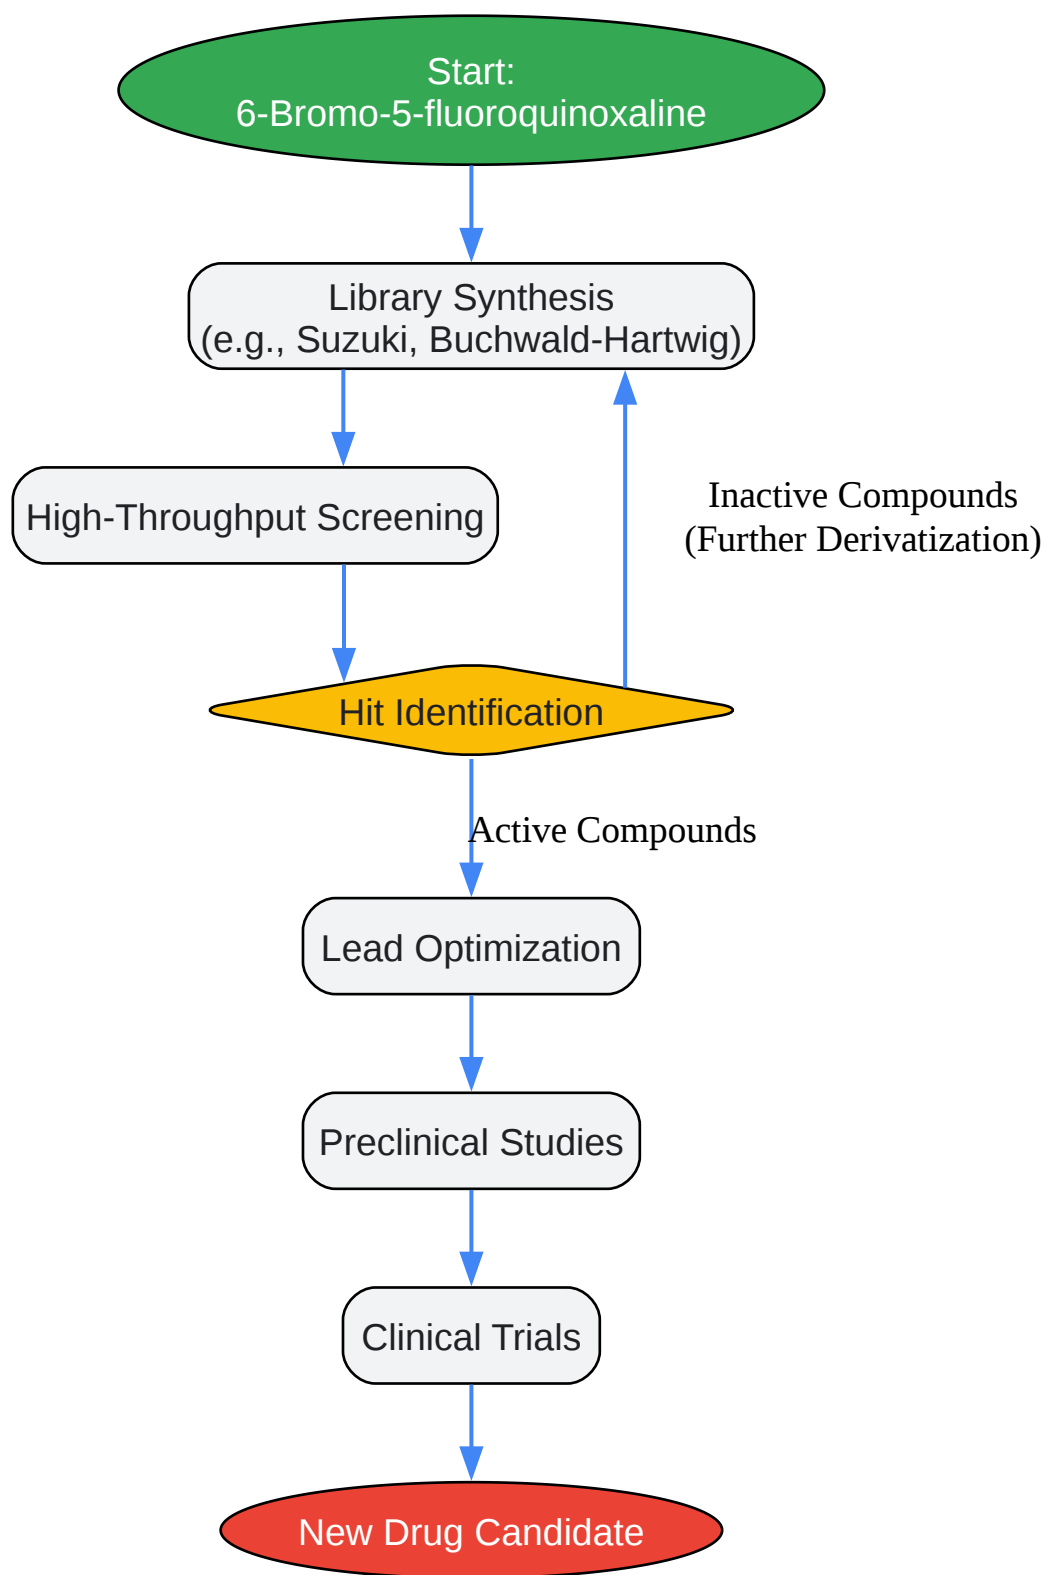 Start:
6-Bromo-5-fluoroquinoxaline
Library Synthesis
(e.g., Suzuki, Buchwald-Hartwig)
High-Throughput Screening
Inactive Compounds
(Further Derivatization)
Hit Identification
Active Compounds
Lead Optimization
Preclinical Studies
Clinical Trials
New Drug Candidate